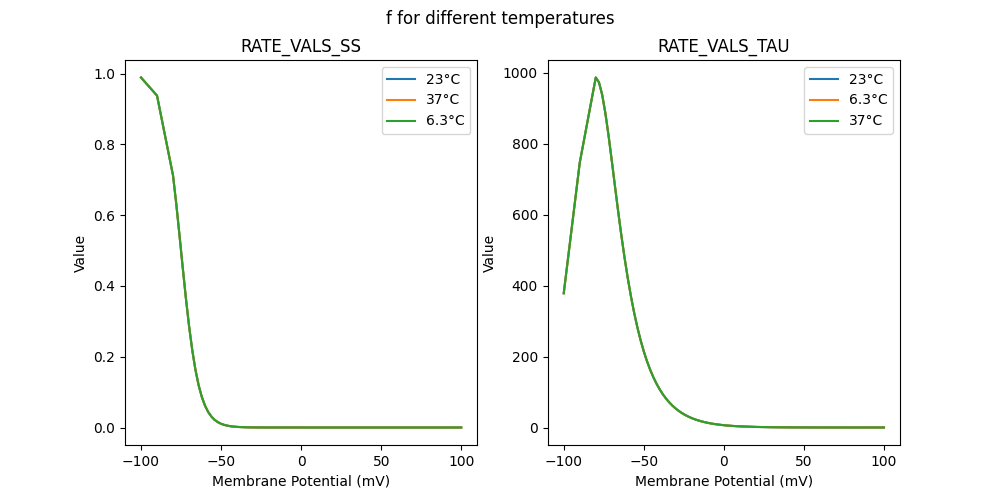 f for different temperatures
RATE_VALS_SS
1.0
0.8
0.6
0.4
0.2
0.0
Value
−100
−50
0
50
100
Membrane Potential (mV)
23°C
37°C
6.3°C
RATE_VALS_TAU
1000
800
600
400
200
0
Value
−100
−50
0
50
100
Membrane Potential (mV)
23°C
6.3°C
37°C